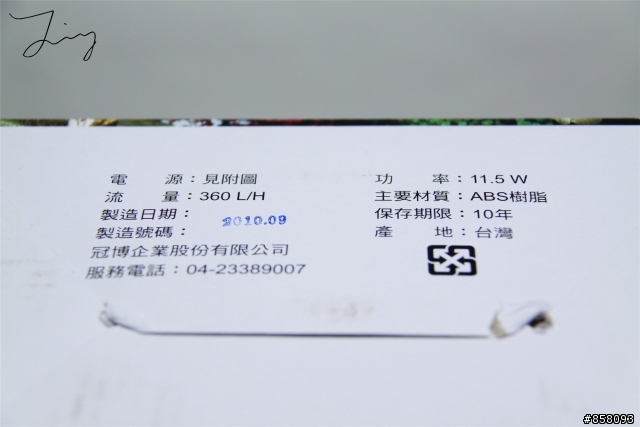 電 源：見附圖
流 量：360 L/H
製造日期： 2010.09
製造號碼：
冠博企業股份有限公司
服務電話：04-23389007
功 率：11.5 W
主要材質：ABS樹脂
保存期限：10年
產 地：台灣
#858093